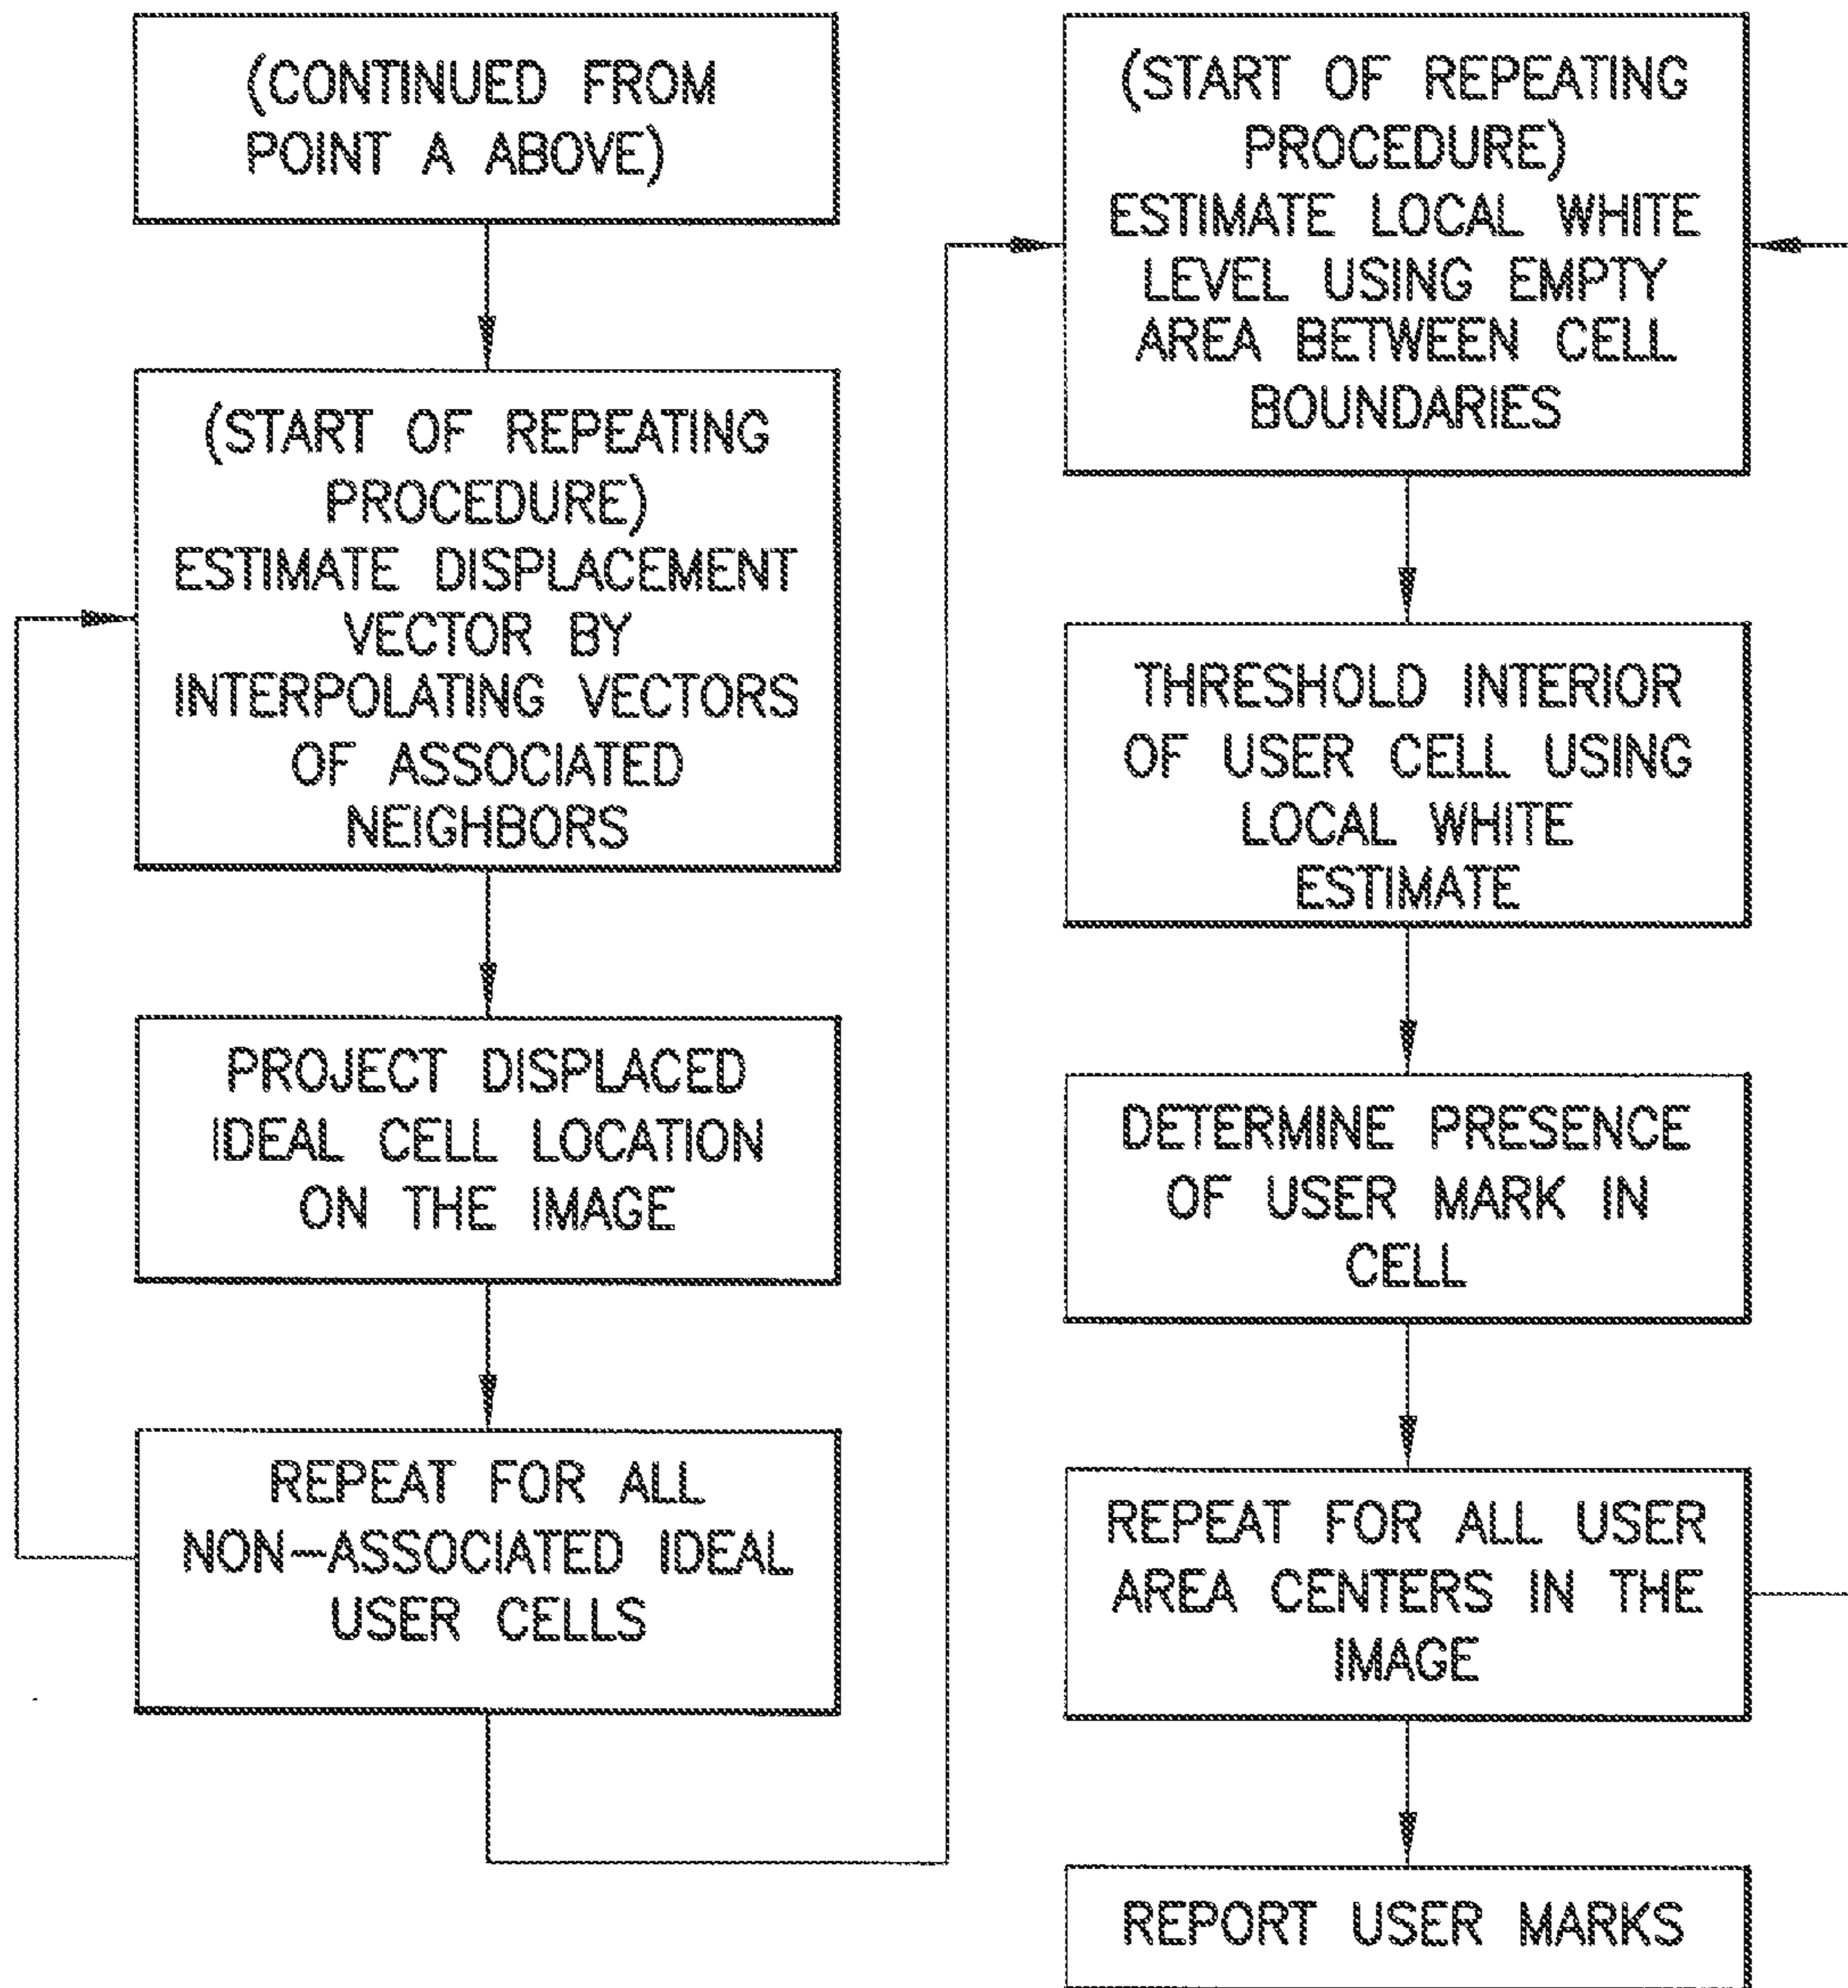 (CONTINUED FROM
POINT A ABOVE)
(START OF REPEATING
PROCEDURE)
ESTIMATE DISPLACEMENT
VECTOR BY
INTERPOLATING VECTORS
OF ASSOCIATED
NEIGHBORS
PROJECT DISPLACED
IDEAL CELL LOCATION
ON THE IMAGE
REPEAT FOR ALL
NON-ASSOCIATED IDEAL
USER CELLS
(START OF REPEATING
PROCEDURE)
ESTIMATE LOCAL WHITE
LEVEL USING EMPTY
AREA BETWEEN CELL
BOUNDARIES
THRESHOLD INTERIOR
OF USER CELL USING
LOCAL WHITE
ESTIMATE
DETERMINE PRESENCE
OF USER MARK IN
CELL
REPEAT FOR ALL USER
AREA CENTERS IN THE
IMAGE
REPORT USER MARKS